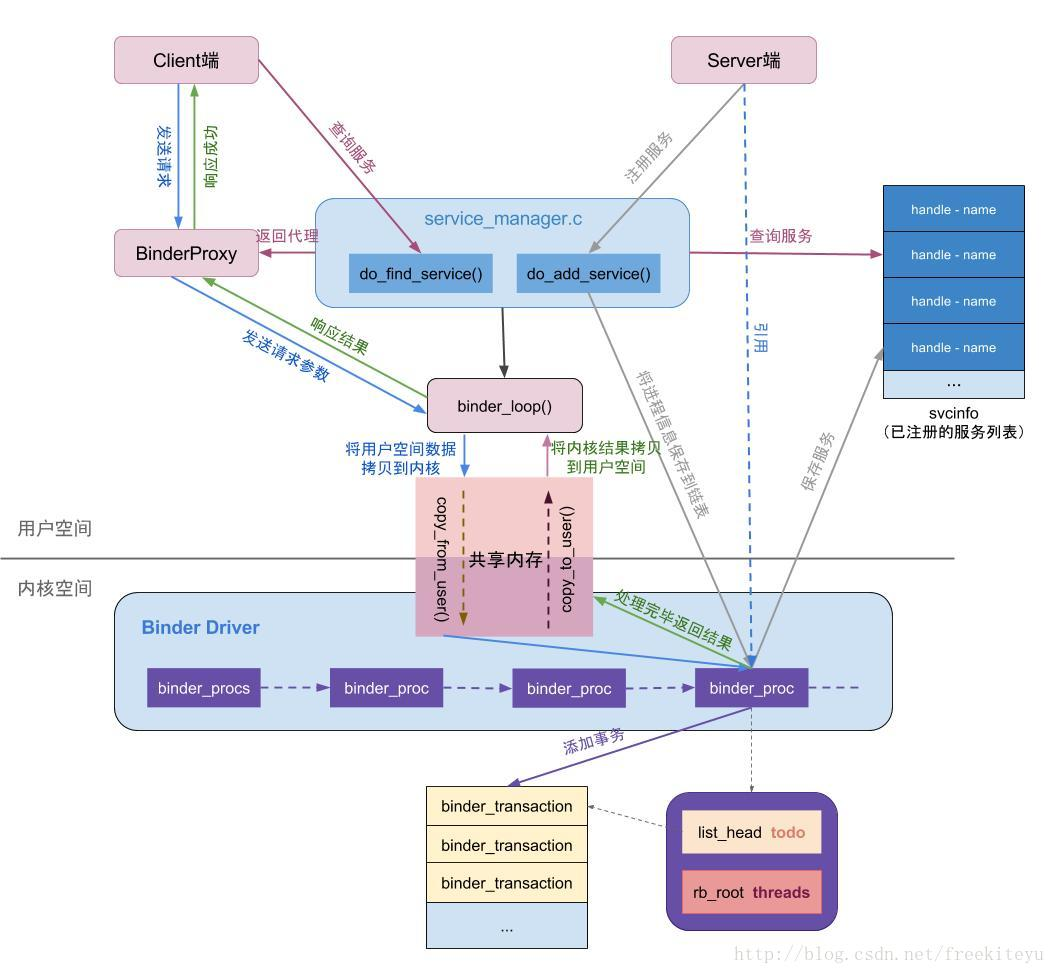 Client端
Server端
发送请求
响应成功
查询服务
注册服务
service_manager.c
do_find_service()
do_add_service()
BinderProxy
返回代理
查询服务
handle - name
handle - name
handle - name
handle - name
...
svcinfo
（已注册的服务列表）
引用
响应结果
发送请求参数
binder_loop()
将进程信息保存到链表
保存服务
将用户空间数据
拷贝到内核
将内核结果拷贝
到用户空间
copy_from_user()
共享内存
copy_to_user()
用户空间
内核空间
Binder Driver
处理完毕返回结果
binder_procs
binder_proc
binder_proc
binder_proc
添加事务
binder_transaction
binder_transaction
binder_transaction
...
list_head todo
rb_root threads
http://blog.csdn.net/freekiteyu